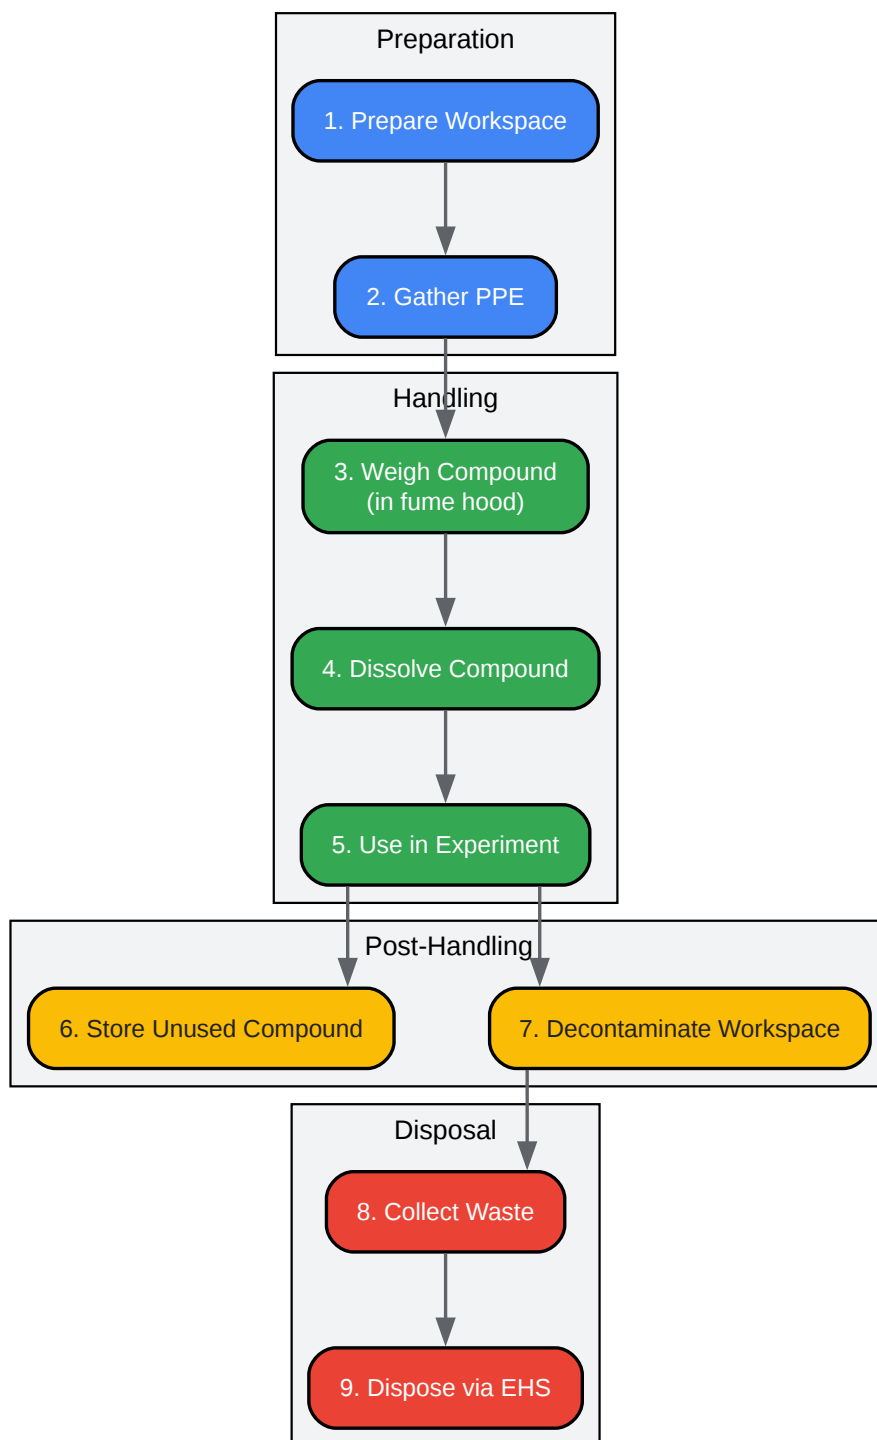 Preparation
1. Prepare Workspace
2. Gather PPE
Handling
3. Weigh Compound
(in fume hood)
4. Dissolve Compound
5. Use in Experiment
Post-Handling
6. Store Unused Compound
7. Decontaminate Workspace
Disposal
8. Collect Waste
9. Dispose via EHS